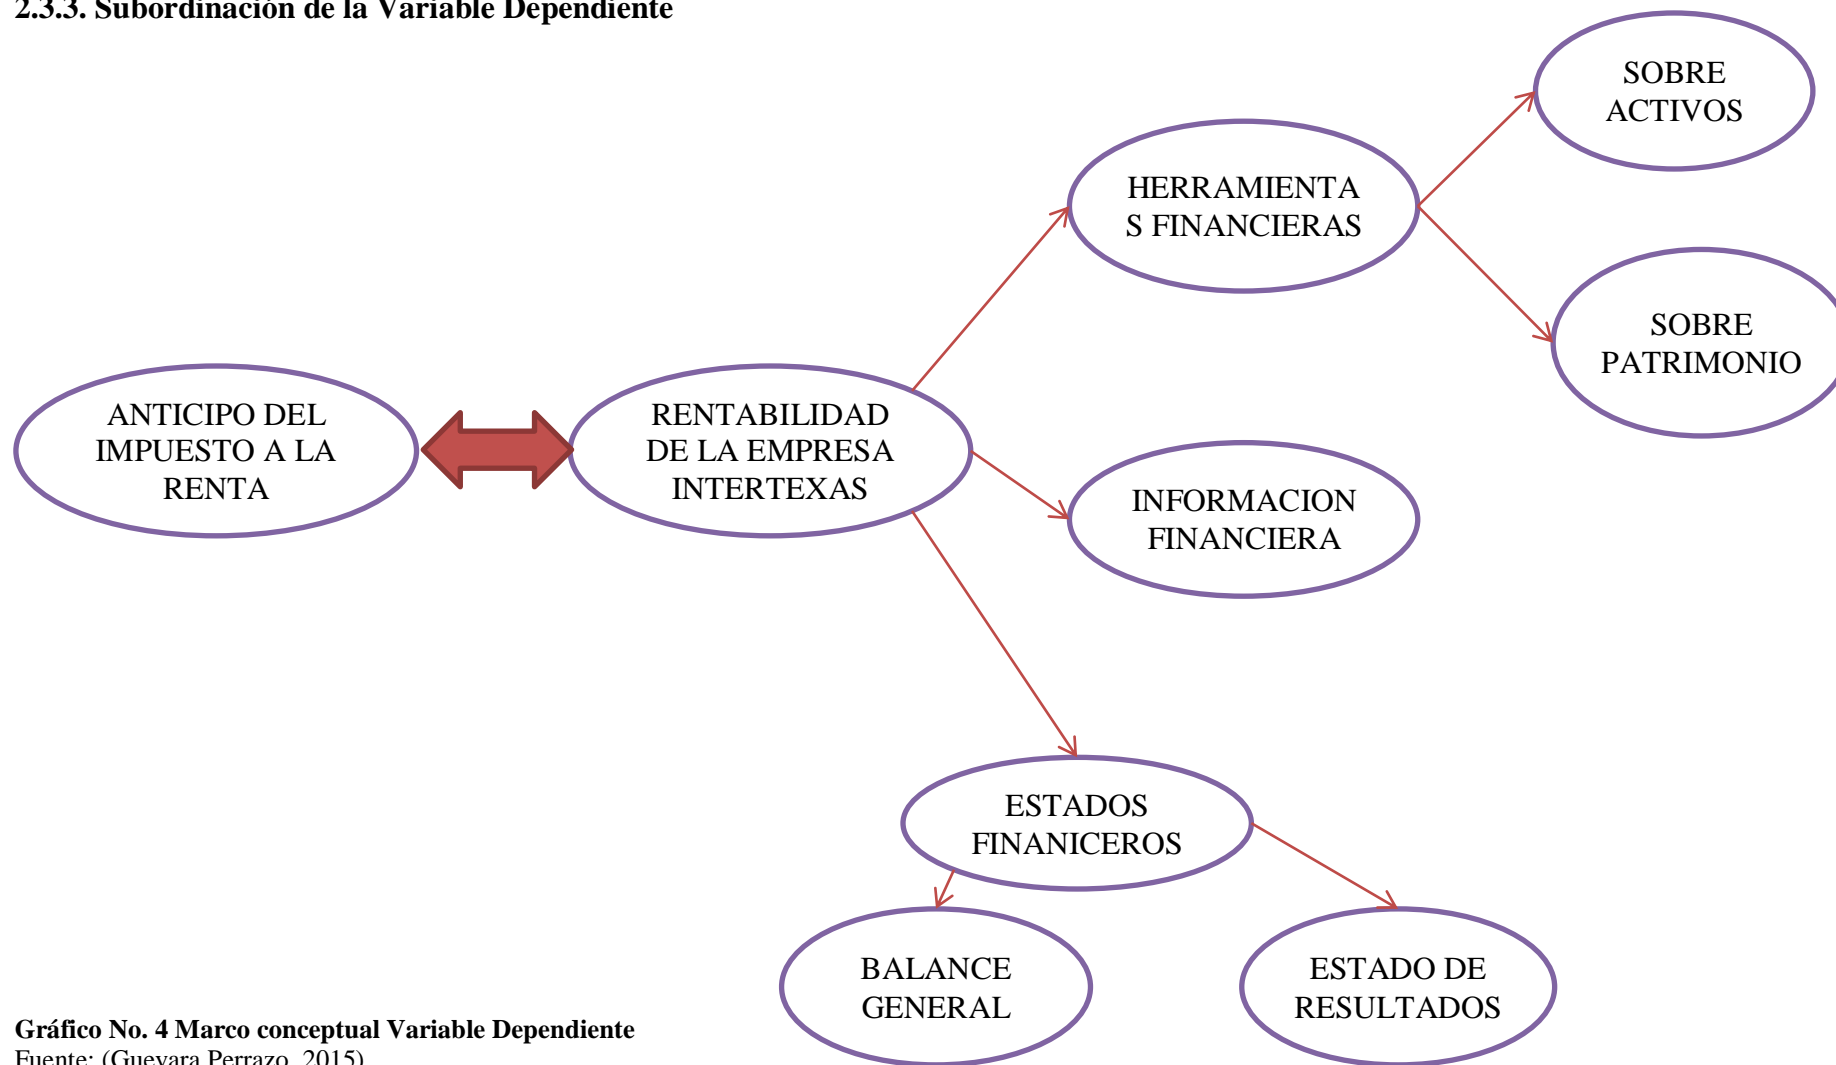 2.3.3. Subordinación de la Variable Dependiente
SOBRE
ACTIVOS
HERRAMIENTA
S FINANCIERAS
SOBRE
PATRIMONIO
ANTICIPO DEL
IMPUESTO A LA
RENTA
RENTABILIDAD
DE LA EMPRESA
INTERTEXAS
INFORMACION
FINANCIERA
ESTADOS
FINANICEROS
BALANCE
GENERAL
ESTADO DE
RESULTADOS
Gráfico No. 4 Marco conceptual Variable Dependiente
Fuente: (Guevara Perrazo, 2015)